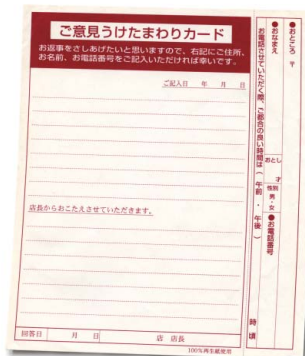 ご意見うけたまわりカード
お返事をさしあげたいと思いますので、右記にご住所、
お名前、お電話番号をご記入いただければ幸いです。
ご記入日 年 月 日
店長からおこたえさせていただきます。
回答日 月 日 店 店長
100%再生紙使用
●おところ 〒
●おなまえ おとし 才 性別 男・女 ●お電話番号
お電話させていただく際、ご都合の良い時間は(午前・午後) 時頃